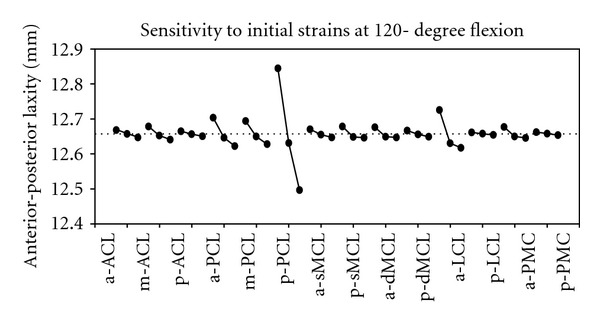 Sensitivity to initial strains at 120- degree flexion
Anterior-posterior laxity (mm)
12.9
12.8
12.7
12.6
12.5
12.4
a-ACL
m-ACL
p-ACL
a-PCL
m-PCL
p-PCL
a-sMCL
p-sMCL
a-dMCL
p-dMCL
a-LCL
p-LCL
a-PMC
p-PMC